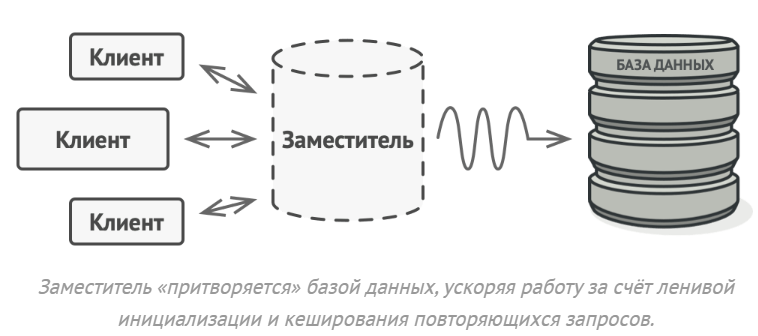 Клиент
Клиент
Клиент
Заместитель
БАЗА ДАННЫХ
Заместитель «притворяется» базой данных, ускоряя работу за счёт ленивой
инициализации и кеширования повторяющихся запросов.